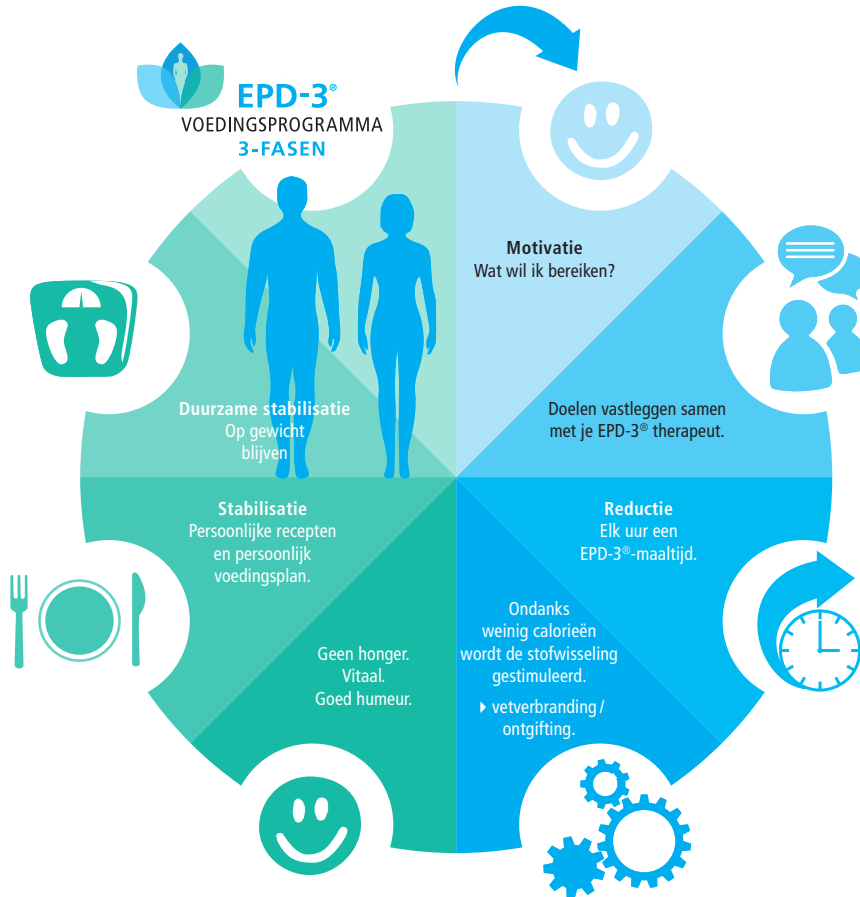 EPD-3®
VOEDINGSPROGRAMMA
3-FASEN
Motivatie
Wat wil ik bereiken?
Doelen vastleggen samen
met je EPD-3® therapeut.
Reductie
Elk uur een
EPD-3®-maaltijd.
Ondanks
weinig calorieën
wordt de stofwisseling
gestimuleerd.
vetverbranding /
ontgifting.
Geen honger.
Vitaal.
Goed humeur.
Stabilisatie
Persoonlijke recepten
en persoonlijk
voedingsplan.
Duurzame stabilisatie
Op gewicht
blijven